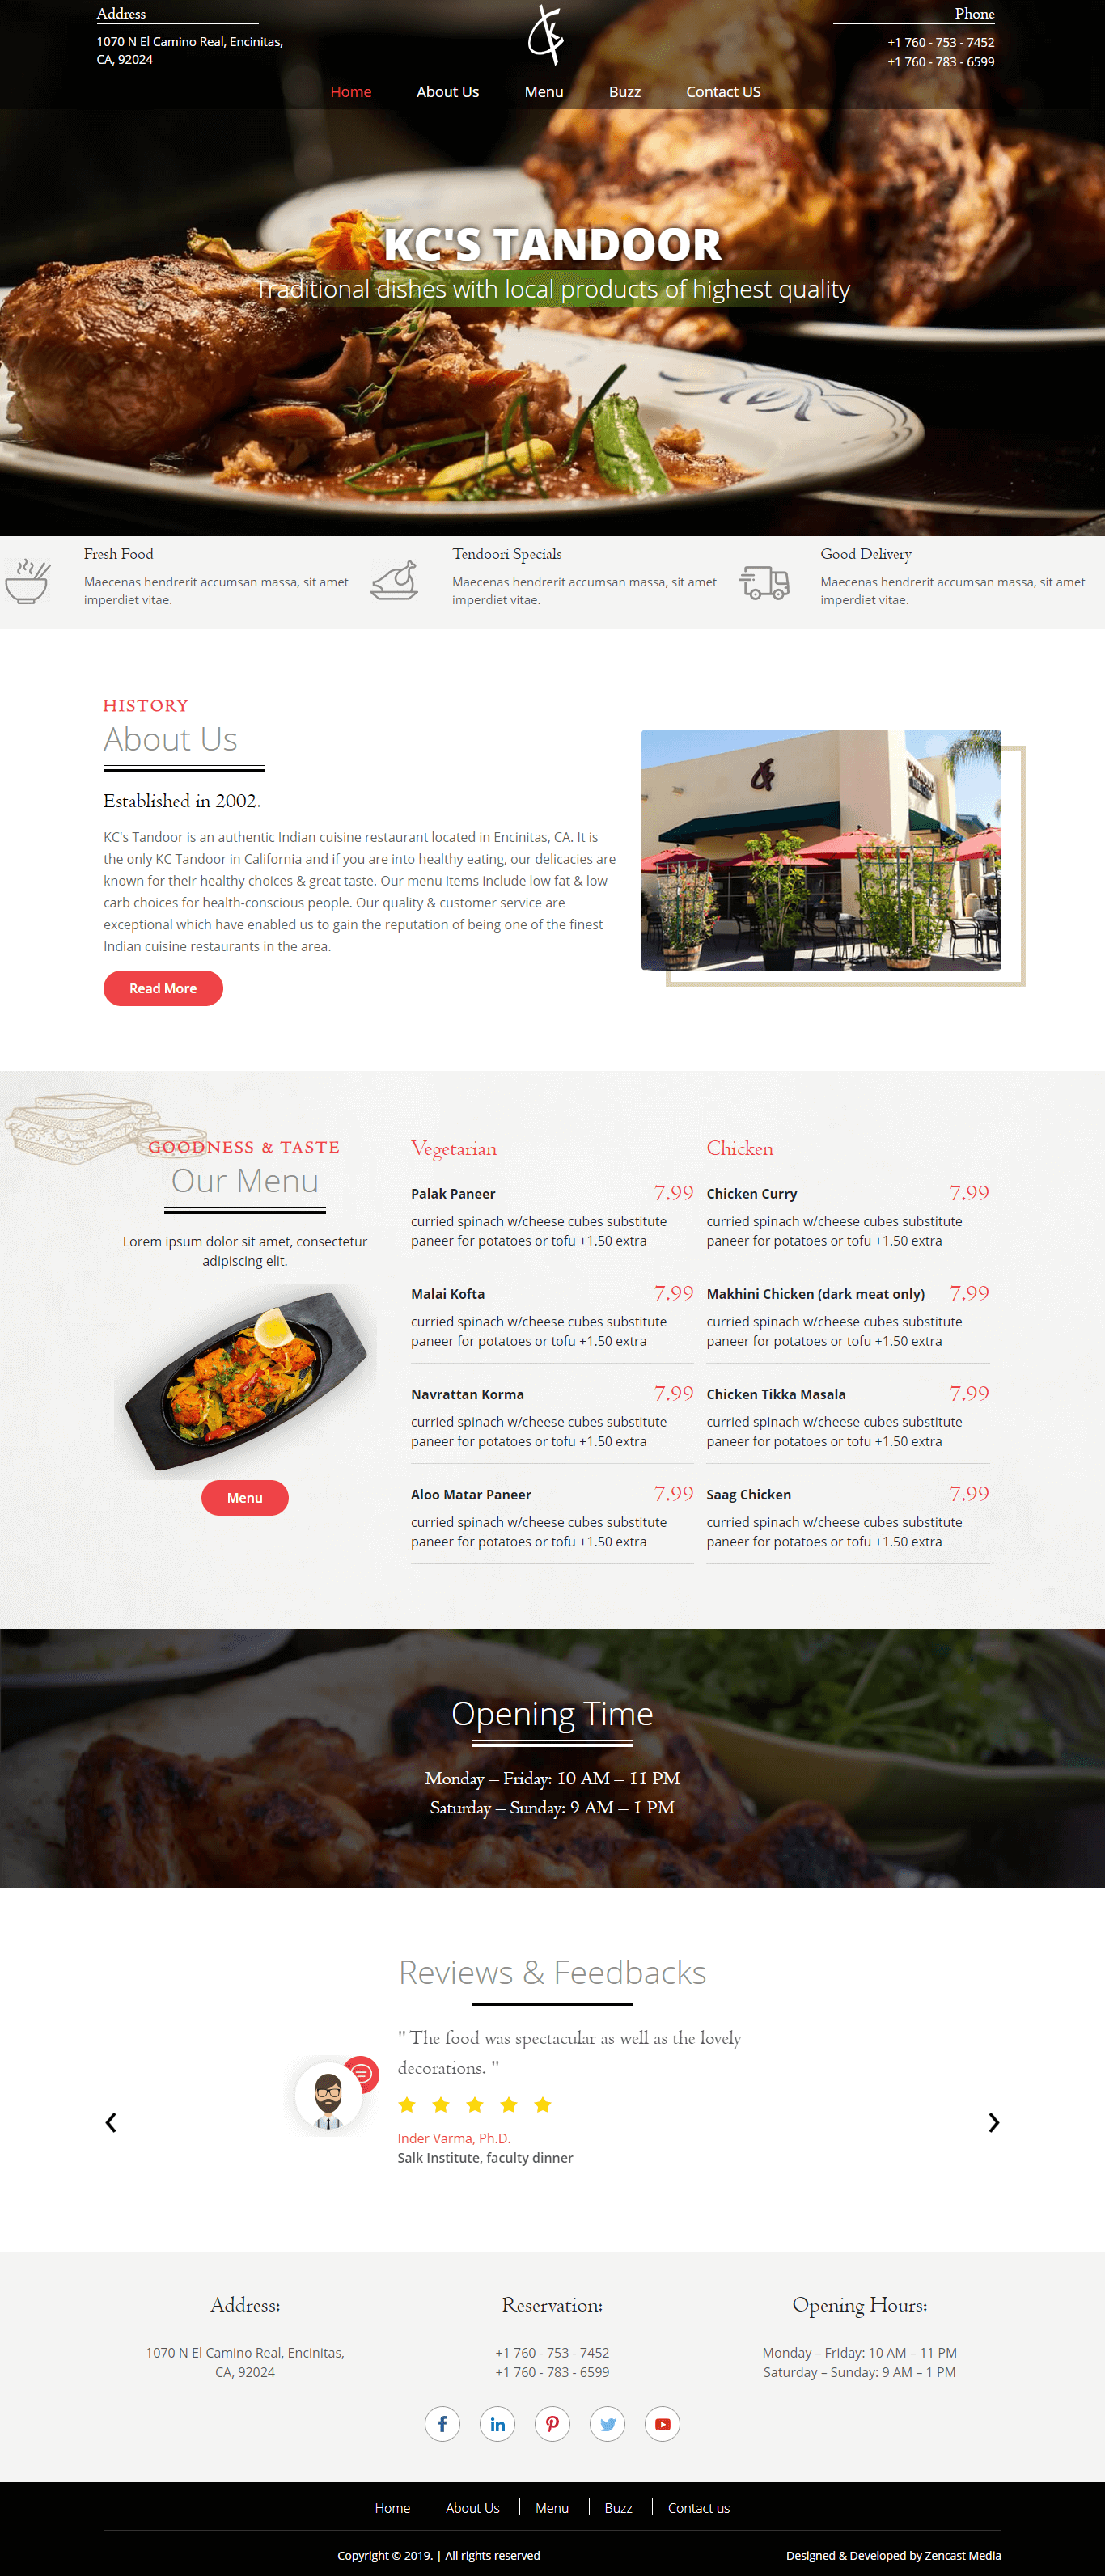 Address
1070 N El Camino Real, Encinitas,
CA, 92024
Phone
+1 760 - 753 - 7452
+1 760 - 783 - 6599
Home
About Us
Menu
Buzz
Contact US
KC'S TANDOOR
Traditional dishes with local products of highest quality
Fresh Food
Maecenas hendrerit accumsan massa, sit amet
imperdiet vitae.
Tendoori Specials
Maecenas hendrerit accumsan massa, sit amet
imperdiet vitae.
Good Delivery
Maecenas hendrerit accumsan massa, sit amet
imperdiet vitae.
HISTORY
About Us
Established in 2002.
KC's Tandoor is an authentic Indian cuisine restaurant located in Encinitas, CA. It is
the only KC Tandoor in California and if you are into healthy eating, our delicacies are
known for their healthy choices & great taste. Our menu items include low fat & low
carb choices for health-conscious people. Our quality & customer service are
exceptional which have enabled us to gain the reputation of being one of the finest
Indian cuisine restaurants in the area.
Read More
GOODNESS & TASTE
Our Menu
Lorem ipsum dolor sit amet, consectetur
adipiscing elit.
Menu
Vegetarian
Palak Paneer 7.99
curried spinach w/cheese cubes substitute
paneer for potatoes or tofu +1.50 extra
Malai Kofta 7.99
curried spinach w/cheese cubes substitute
paneer for potatoes or tofu +1.50 extra
Navrattan Korma 7.99
curried spinach w/cheese cubes substitute
paneer for potatoes or tofu +1.50 extra
Aloo Matar Paneer 7.99
curried spinach w/cheese cubes substitute
paneer for potatoes or tofu +1.50 extra
Chicken
Chicken Curry 7.99
curried spinach w/cheese cubes substitute
paneer for potatoes or tofu +1.50 extra
Makhini Chicken (dark meat only) 7.99
curried spinach w/cheese cubes substitute
paneer for potatoes or tofu +1.50 extra
Chicken Tikka Masala 7.99
curried spinach w/cheese cubes substitute
paneer for potatoes or tofu +1.50 extra
Saag Chicken 7.99
curried spinach w/cheese cubes substitute
paneer for potatoes or tofu +1.50 extra
Opening Time
Monday – Friday: 10 AM – 11 PM
Saturday – Sunday: 9 AM – 1 PM
Reviews & Feedbacks
" The food was spectacular as well as the lovely
decorations. "
Inder Varma, Ph.D.
Salk Institute, faculty dinner
Address:
1070 N El Camino Real, Encinitas,
CA, 92024
Reservation:
+1 760 - 753 - 7452
+1 760 - 783 - 6599
Opening Hours:
Monday – Friday: 10 AM – 11 PM
Saturday – Sunday: 9 AM – 1 PM
Home
About Us
Menu
Buzz
Contact us
Copyright © 2019. | All rights reserved
Designed & Developed by Zencast Media